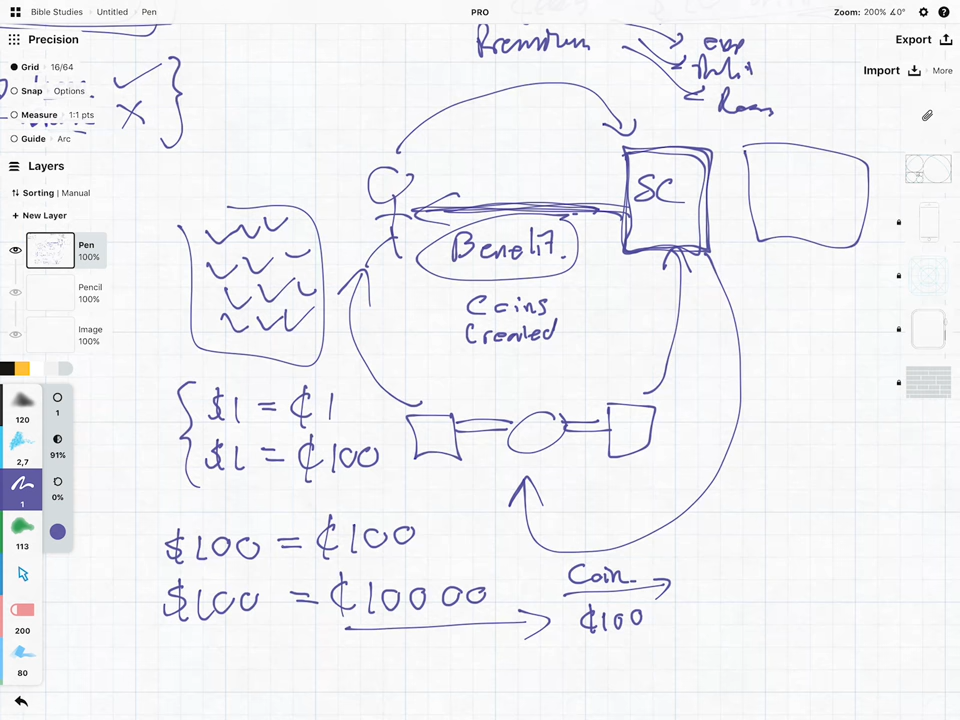 Bible Studies Untitled Pen
PRO
Zoom: 200% ∠0°
Precision
Export
Grid 16/64
Snap Options
Measure 1:1 pts
Guide Arc
Import
More
Layers
Sorting Manual
New Layer
Pen
100%
Pencil
100%
Image
100%
120
2,7
1
113
200
80
1
91%
0%
Premium
SC
Benefit.
Coins
Created
$1 = ¢1
$1 = ¢100
$100 = ¢100
$100 = ¢10000
Coin
¢100